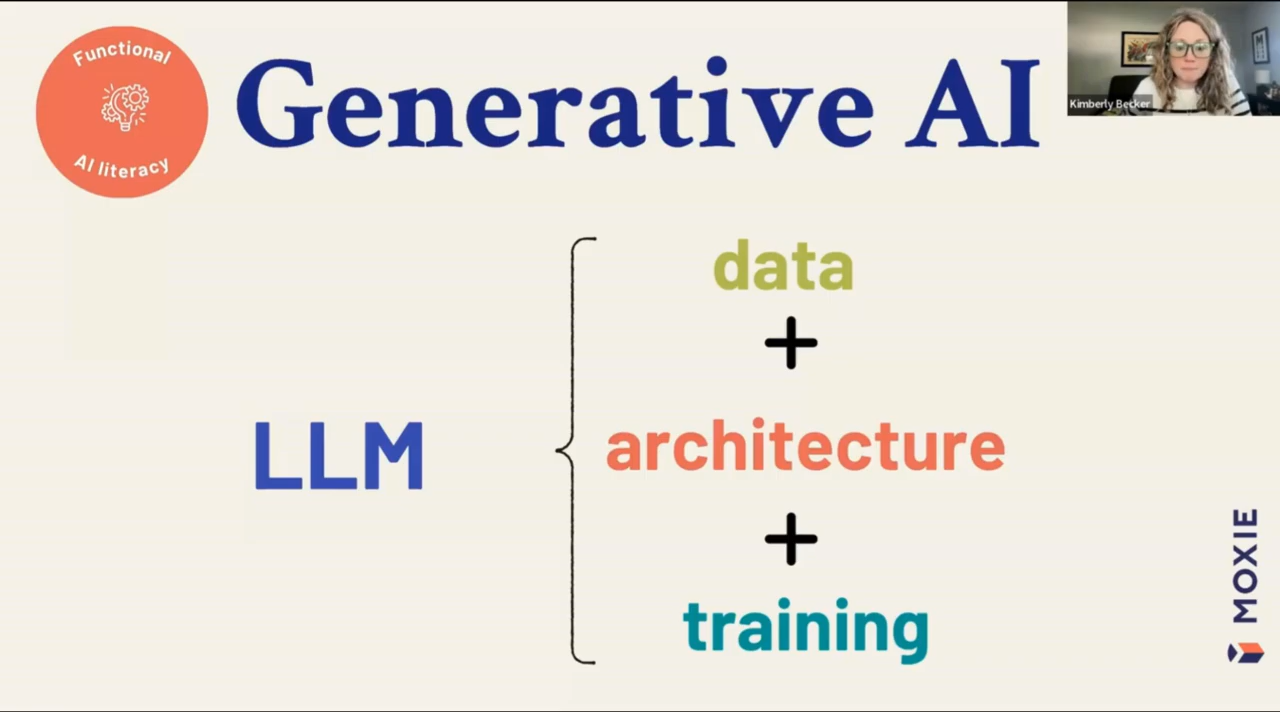 Functional
AI literacy
Generative AI
Kimberly Becker
data
+
LLM
architecture
+
training
MOXIE